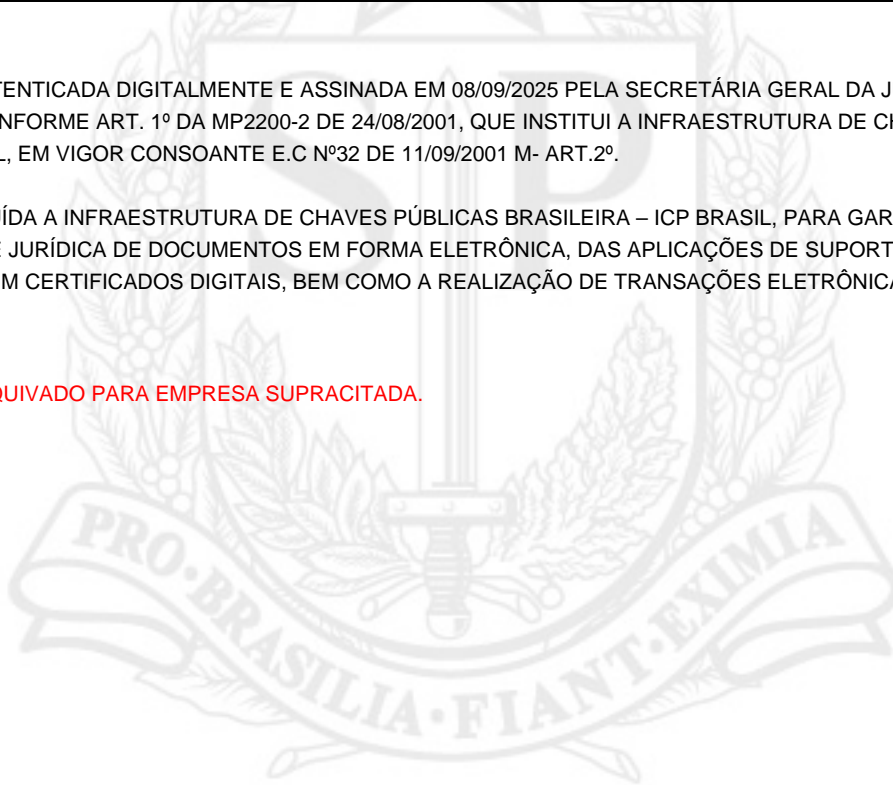 TENTICADA DIGITALMENTE E ASSINADA EM 08/09/2025 PELA SECRETÁRIA GERAL DA J
NFORME ART. 1º DA MP2200-2 DE 24/08/2001, QUE INSTITUI A INFRAESTRUTURA DE CH
L, EM VIGOR CONSOANTE E.C Nº32 DE 11/09/2001 M- ART.2º.
UÍDA A INFRAESTRUTURA DE CHAVES PÚBLICAS BRASILEIRA – ICP BRASIL, PARA GAR
E JURÍDICA DE DOCUMENTOS EM FORMA ELETRÔNICA, DAS APLICAÇÕES DE SUPORT
M CERTIFICADOS DIGITAIS, BEM COMO A REALIZAÇÃO DE TRANSAÇÕES ELETRÔNICA
QUIVADO PARA EMPRESA SUPRACITADA.
SP
PRO·BRASILIA·FIANT·EXIMIA